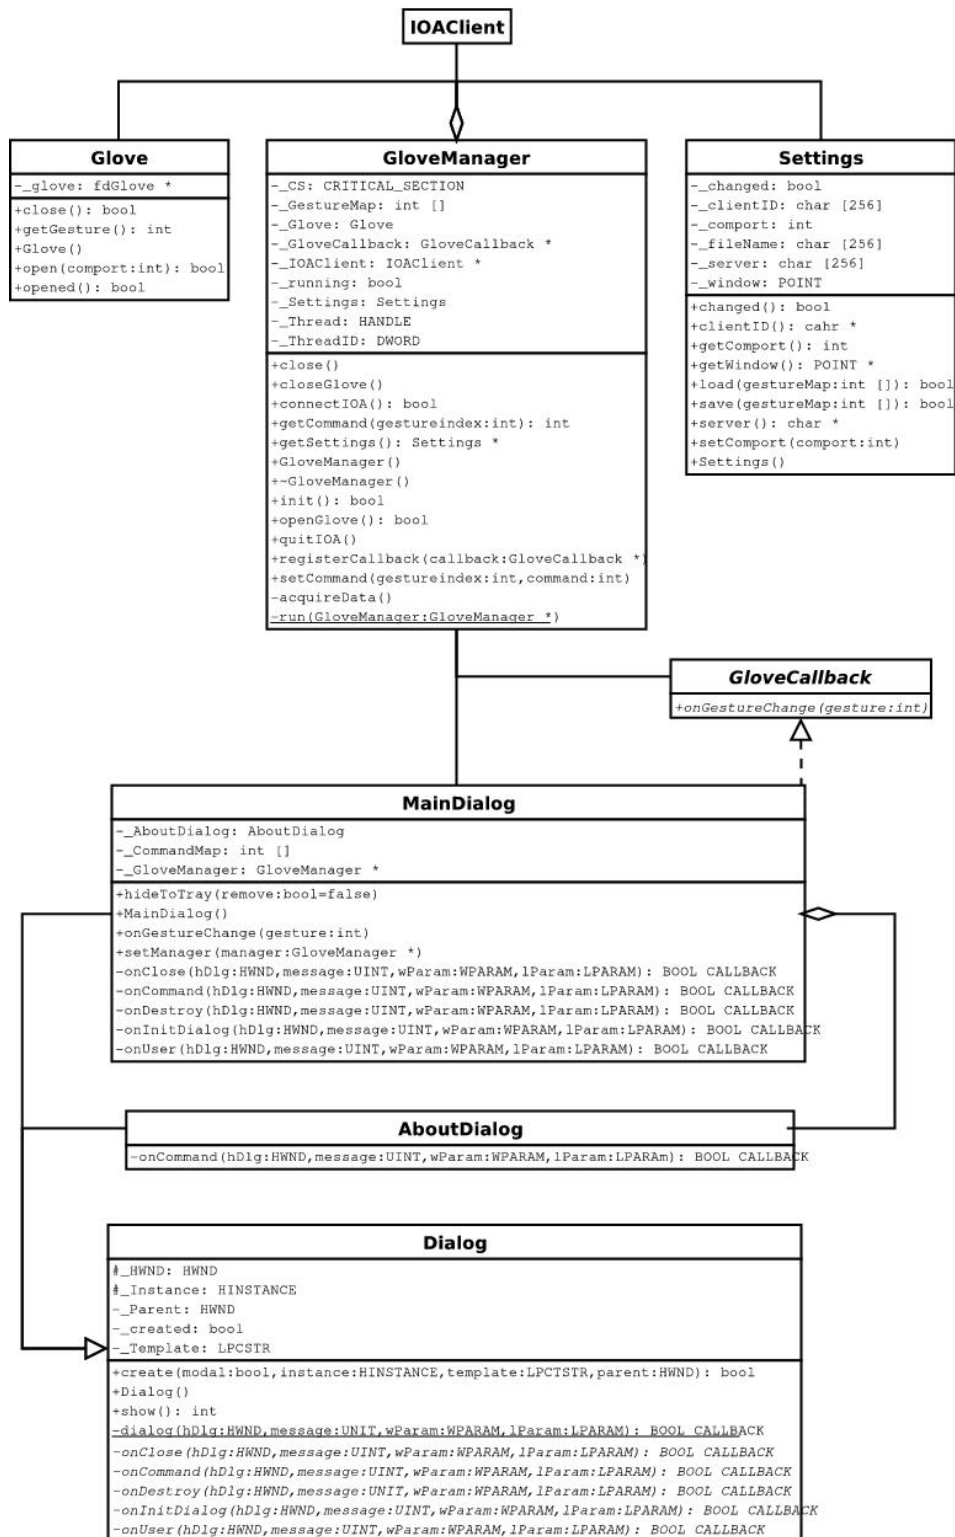 IOAClient
Glove
-_glove: fdGlove *
+close(): bool
+getGesture(): int
+Glove()
+open(comport:int): bool
+opened(): bool
GloveManager
-_CS: CRITICAL_SECTION
-_GestureMap: int []
-_Glove: Glove
-_GloveCallback: GloveCallback *
-_IOAClient: IOAClient *
-_running: bool
-_Settings: Settings
-_Thread: HANDLE
-_ThreadID: DWORD
+close()
+closeGlove()
+connectIOA(): bool
+getCommand(gestureindex:int): int
+getSettings(): Settings *
+GloveManager()
+~GloveManager()
+init(): bool
+openGlove(): bool
+quitIOA()
+registerCallback(callback:GloveCallback *)
+setCommand(gestureindex:int,command:int)
-acquireData()
-run(GloveManager:GloveManager *)
Settings
-_changed: bool
-_clientID: char [256]
-_comport: int
-_fileName: char [256]
-_server: char [256]
-_window: POINT
+changed(): bool
+clientID(): cahr *
+getComport(): int
+getWindow(): POINT *
+load(gestureMap:int []): bool
+save(gestureMap:int []): bool
+server(): char *
+setComport(comport:int)
+Settings()
GloveCallback
+onGestureChange(gesture:int)
MainDialog
-_AboutDialog: AboutDialog
-_CommandMap: int []
-_GloveManager: GloveManager *
+hideToTray(remove:bool=false)
+MainDialog()
+onGestureChange(gesture:int)
+setManager(manager:GloveManager *)
-onClose(hDlg:HWND,message:UINT,wParam:WPARAM,lParam:LPARAM): BOOL CALLBACK
-onCommand(hDlg:HWND,message:UINT,wParam:WPARAM,lParam:LPARAM): BOOL CALLBACK
-onDestroy(hDlg:HWND,message:UINT,wParam:WPARAM,lParam:LPARAM): BOOL CALLBACK
-onInitDialog(hDlg:HWND,message:UINT,wParam:WPARAM,lParam:LPARAM): BOOL CALLBACK
-onUser(hDlg:HWND,message:UINT,wParam:WPARAM,lParam:LPARAM): BOOL CALLBACK
AboutDialog
-onCommand(hDlg:HWND,message:UINT,wParam:WPARAM,lParam:LPARAm): BOOL CALLBACK
Dialog
#_HWND: HWND
#_Instance: HINSTANCE
-_Parent: HWND
-_created: bool
-_Template: LPCSTR
+create(modal:bool,instance:HINSTANCE,template:LPCTSTR,parent:HWND): bool
+Dialog()
+show(): int
-dialog(hDlg:HWND,message:UNIT,wParam:WPARAM,lParam:LPARAM): BOOL CALLBACK
-onClose(hDlg:HWND,message:UINT,wParam:WPARAM,lParam:LPARAM): BOOL CALLBACK
-onCommand(hDlg:HWND,message:UINT,wParam:WPARAM,lParam:LPARAM): BOOL CALLBACK
-onDestroy(hDlg:HWND,message:UNIT,wParam:WPARAM,lParam:LPARAM): BOOL CALLBACK
-onInitDialog(hDlg:HWND,message:UINT,wParam:WPARAM,lParam:LPARAM): BOOL CALLBACK
-onUser(hDlg:HWND,message:UINT,wParam:WPARAM,lParam:LPARAM): BOOL CALLBACK